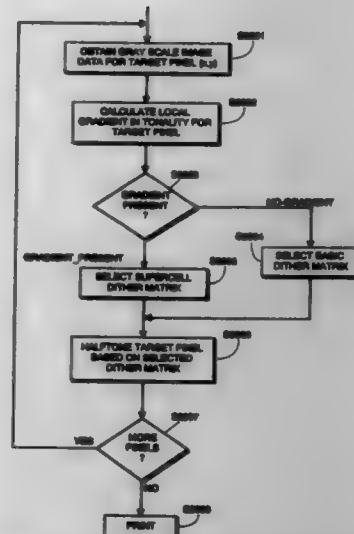 OBTAIN GRAY SCALE IMAGE
DATA FOR TARGET PIXEL (x,y)
CALCULATE LOCAL
GRADIENT IN TONALITY FOR
TARGET PIXEL
GRADIENT
PRESENT
?
NO-GRADIENT
GRADIENT_PRESENT
SELECT BASIC
DITHER MATRIX
SELECT SUPERCELL
DITHER MATRIX
HALFTONE TARGET PIXEL
BASED ON SELECTED
DITHER MATRIX
YES
MORE
PIXELS
?
NO
PRINT